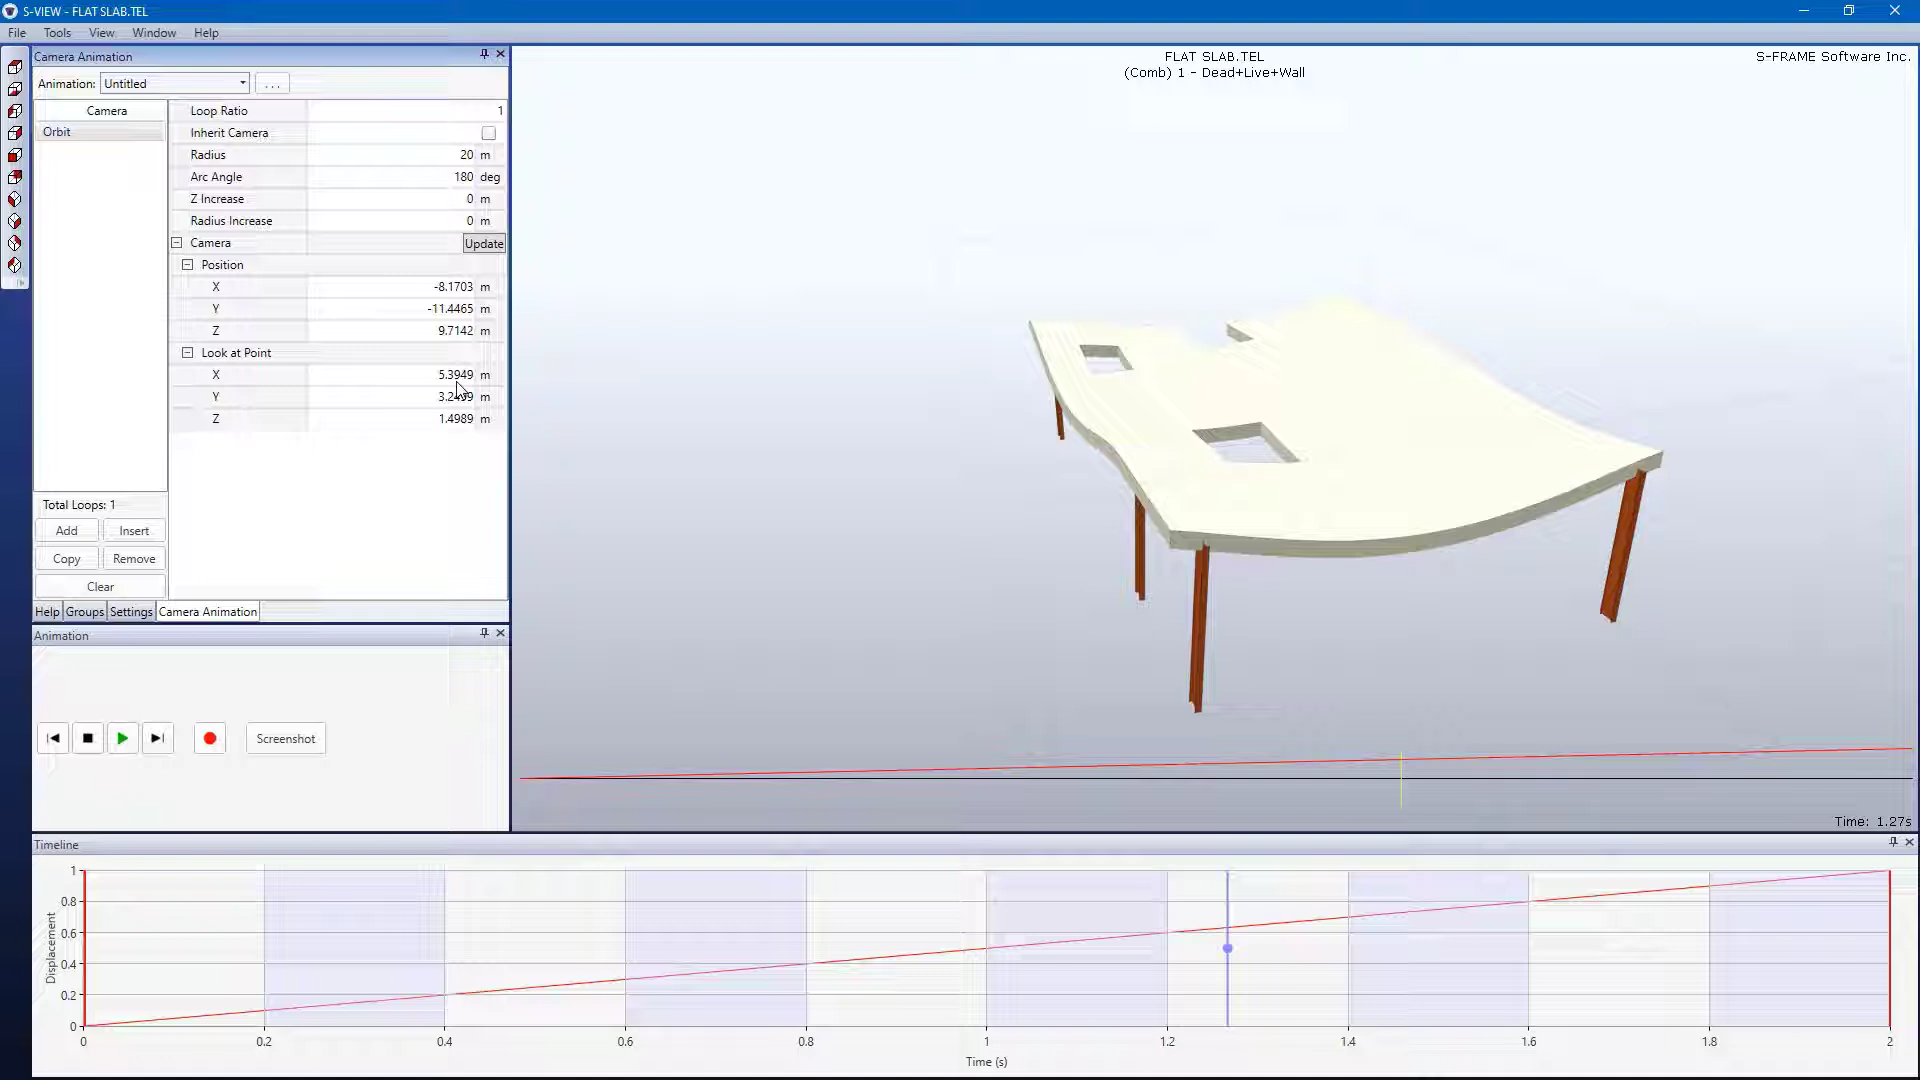 S-VIEW - FLAT SLAB.TEL
File Tools View Window Help
Camera Animation
Animation: Untitled ...
Camera
Orbit
Loop Ratio 1
Inherit Camera
Radius 20 m
Arc Angle 180 deg
Z Increase 0 m
Radius Increase 0 m
Camera Update
Position
X -8.1703 m
Y -11.4465 m
Z 9.7142 m
Look at Point
X 5.3949 m
Y m
Z 1.4989 m
Total Loops: 1
Add Insert
Copy Remove
Clear
Help Groups Settings Camera Animation
Animation
Screenshot
FLAT SLAB.TEL
(Comb) 1 - Dead+Live+Wall
S-FRAME Software Inc.
Time: 1.27s
Timeline
Displacement
1
0.8
0.6
0.4
0.2
0
0 0.2 0.4 0.6 0.8 1 1.2 1.4 1.6 1.8 2
Time (s)